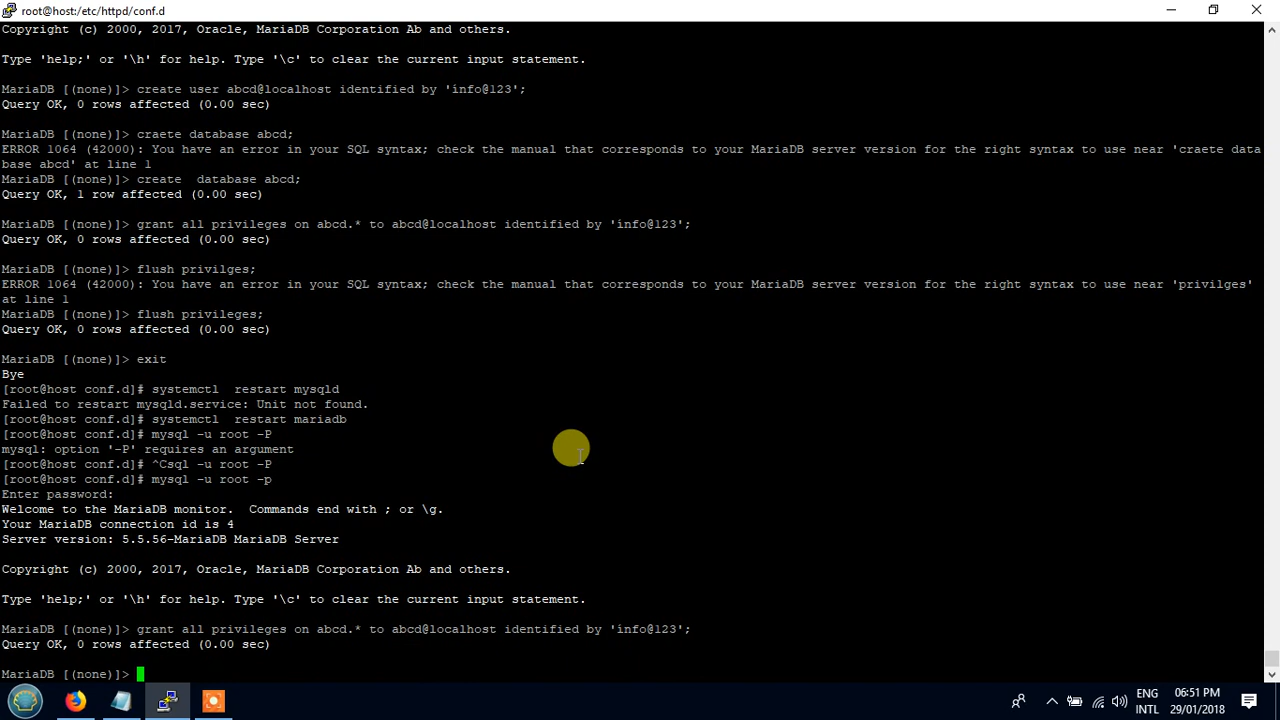 root@host:/etc/httpd/conf.d
Copyright (c) 2000, 2017, Oracle, MariaDB Corporation Ab and others.
Type 'help;' or '\h' for help. Type '\c' to clear the current input statement.
MariaDB [(none)]> create user abcd@localhost identified by 'ínfo@123';
Query OK, 0 rows affected (0.00 sec)
MariaDB [(none)]> craete database abcd;
ERROR 1064 (42000): You have an error in your SQL syntax; check the manual that corresponds to your MariaDB server version for the right syntax to use near 'craete data
base abcd' at line 1
MariaDB [(none)]> create  database abcd;
Query OK, 1 row affected (0.00 sec)
MariaDB [(none)]> grant all privileges on abcd.* to abcd@localhost identified by 'ínfo@123';
Query OK, 0 rows affected (0.00 sec)
MariaDB [(none)]> flush privilges;
ERROR 1064 (42000): You have an error in your SQL syntax; check the manual that corresponds to your MariaDB server version for the right syntax to use near 'privilges'
at line 1
MariaDB [(none)]> flush privileges;
Query OK, 0 rows affected (0.00 sec)
MariaDB [(none)]> exit
Bye
[root@host conf.d]# systemctl  restart mysqld
Failed to restart mysqld.service: Unit not found.
[root@host conf.d]# systemctl  restart mariadb
[root@host conf.d]# mysql -u root -P
mysql: option '-P' requires an argument
[root@host conf.d]# ^Csql -u root -P
[root@host conf.d]# mysql -u root -p
Enter password:
Welcome to the MariaDB monitor.  Commands end with ; or \g.
Your MariaDB connection id is 4
Server version: 5.5.56-MariaDB MariaDB Server
Copyright (c) 2000, 2017, Oracle, MariaDB Corporation Ab and others.
Type 'help;' or '\h' for help. Type '\c' to clear the current input statement.
MariaDB [(none)]> grant all privileges on abcd.* to abcd@localhost identified by 'ínfo@123';
Query OK, 0 rows affected (0.00 sec)
MariaDB [(none)]>
ENG
INTL
06:51 PM
29/01/2018